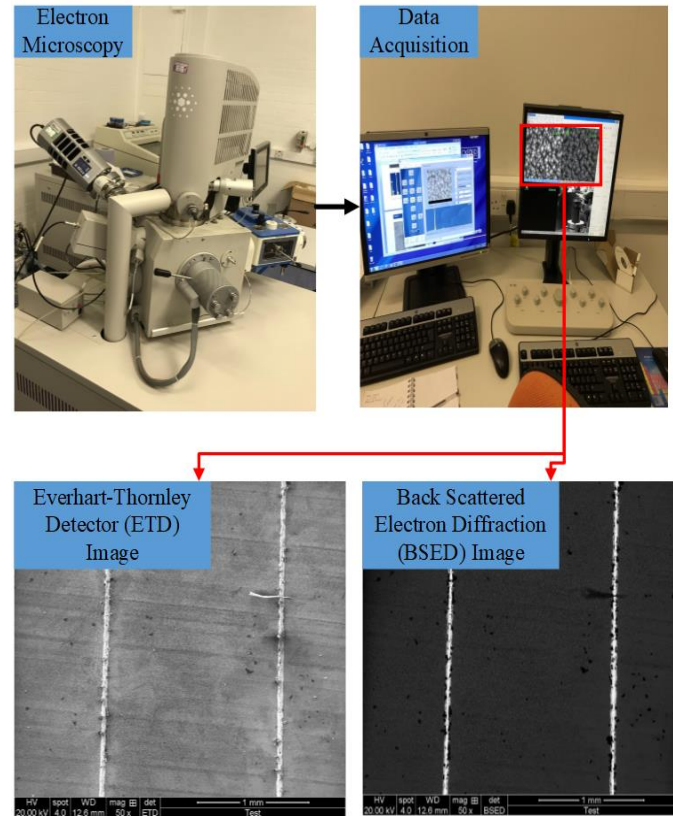 Electron
Microscopy
Data
Acquisition
Everhart-Thornley
Detector (ETD)
Image
Back Scattered
Electron Diffraction
(BSED) Image
HV spot WD mag ⊞ det 1 mm
20.00 kV 4.0 12.6 mm 50 x ETD Test
HV spot WD mag ⊞ det 1 mm
20.00 kV 4.0 12.6 mm 50 x BSED Test